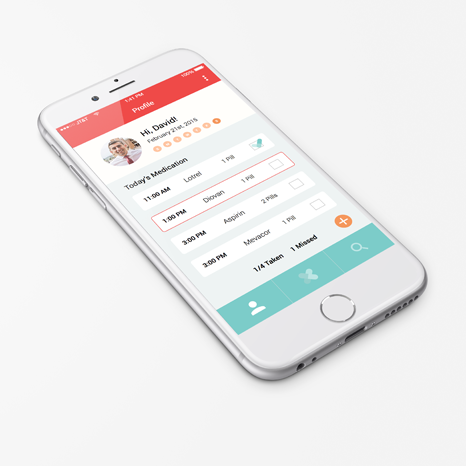 AT&T 1:41 PM 100%
Profile
Hi, David!
February 21st, 2015
Today's Medication
11:00 AM Lotrel 1 Pill
1:00 PM Diovan 1 Pill
3:00 PM Aspirin 2 Pills
3:00 PM Mevacor 1 Pill
1/4 Taken 1 Missed